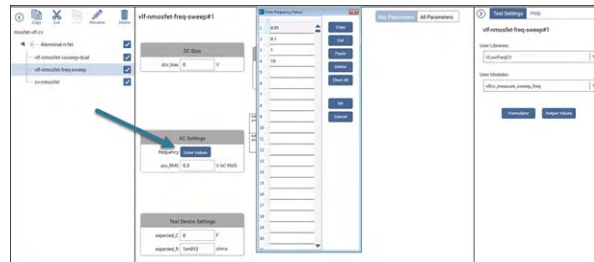 Copy
Cut
Paste
Rename
Delete
mosfet-vlf-cv
4terminal-n-fet
vlf-nmosfet-vsweep-dual
vlf-nmosfet-freq-sweep
cv-nmosfet
vlf-nmosfet-freq-sweep#1
DC Bias
dcv_bias 0 V
AC Settings
frequency Enter Values
acv_RMS 0.3 V AC RMS
Test Device Settings
expected_C 0 F
expected_R 1e+012 ohms
Enter frequency Values
1 0.01
2 0.1
3 1
4 10
Copy
Cut
Paste
Delete
Clear All
OK
Cancel
Key Parameters All Parameters
Test Settings Help
vlf-nmosfet-freq-sweep#1
User Libraries:
VLowFreqCV
User Modules:
vlfcv_measure_sweep_freq
Formulator Output Values